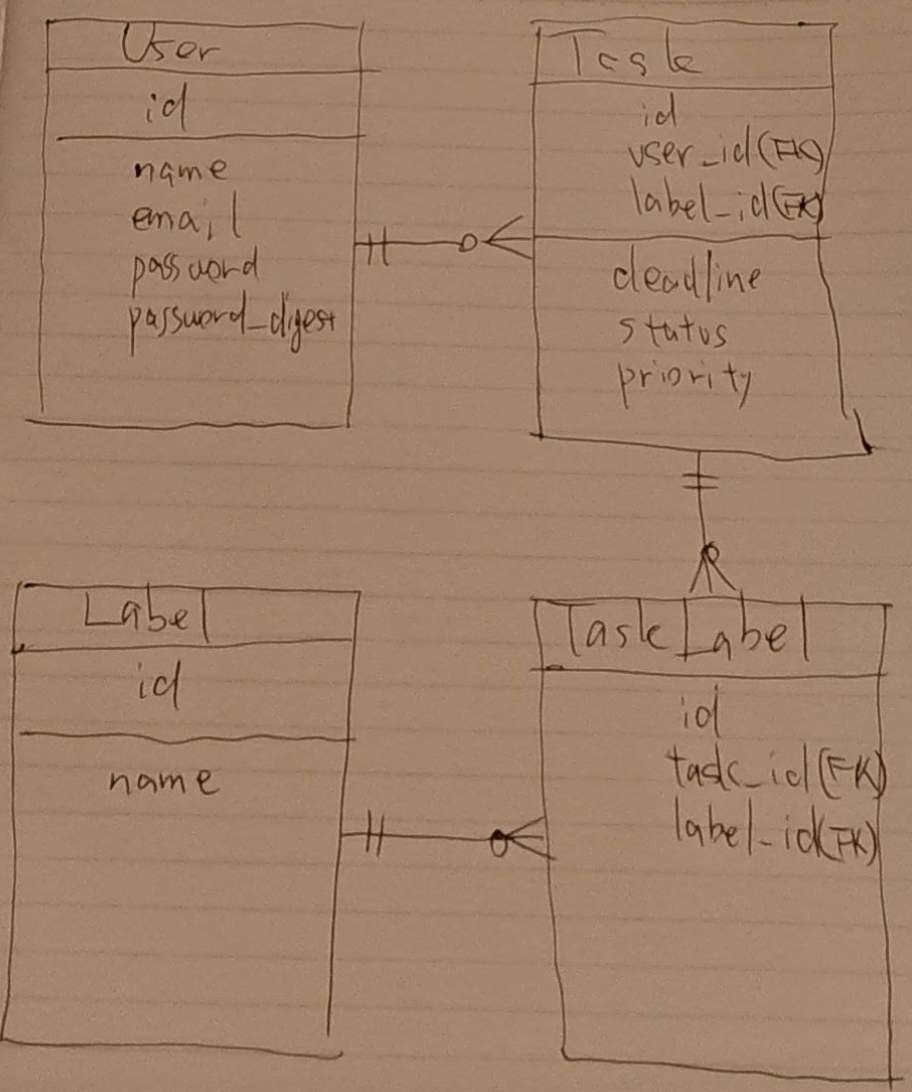 User
id
name
email
password
password_digest
Task
id
user_id(FK)
label_id(FK)
deadline
status
priority
Label
id
name
TaskLabel
id
task_id(FK)
label_id(FK)